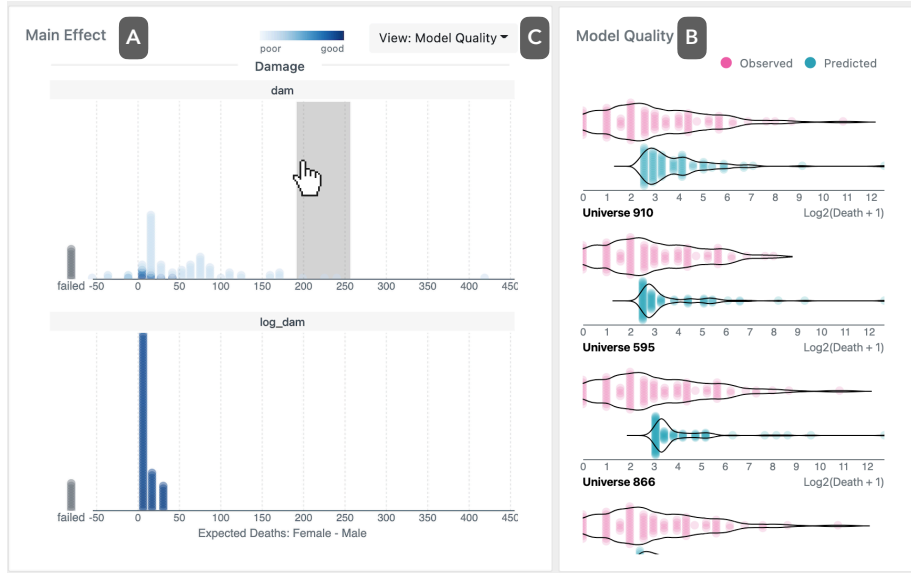 Main Effect A
poor good
View: Model Quality C
Damage
dam
failed -50 0 50 100 150 200 250 300 350 400 450
log_dam
failed -50 0 50 100 150 200 250 300 350 400 450
Expected Deaths: Female - Male
Model Quality B
Observed Predicted
0 1 2 3 4 5 6 7 8 9 10 11 12
Universe 910 Log2(Death + 1)
0 1 2 3 4 5 6 7 8 9 10 11 12
Universe 595 Log2(Death + 1)
0 1 2 3 4 5 6 7 8 9 10 11 12
Universe 866 Log2(Death + 1)